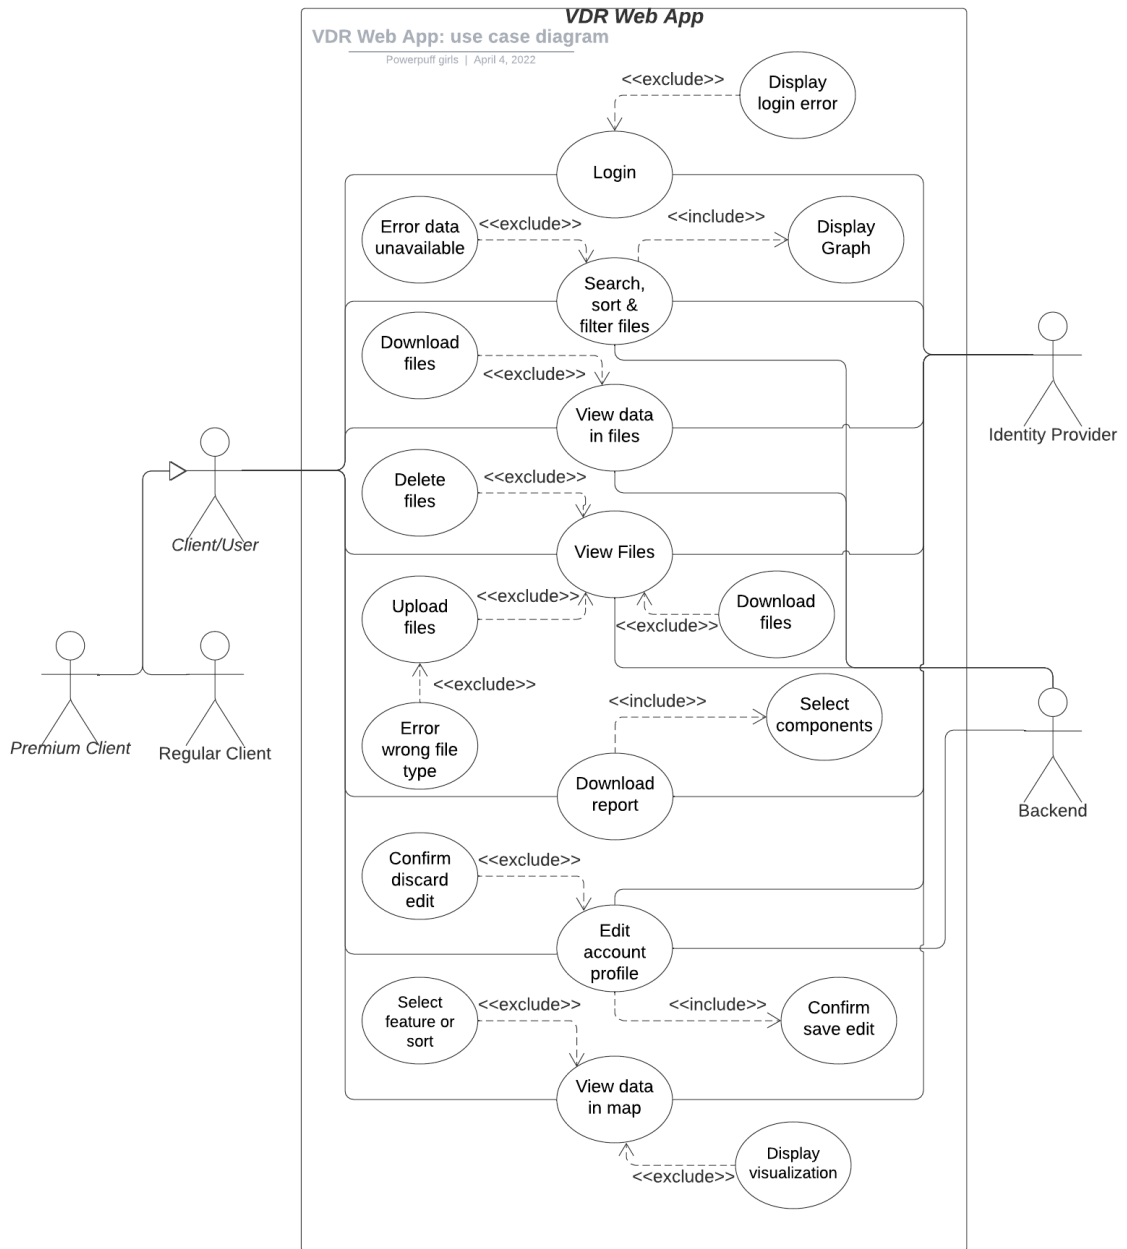 VDR Web App
VDR Web App: use case diagram
Powerpuff girls | April 4, 2022
<<exclude>>
Display
login error
Login
Error data
unavailable
<<exclude>>
<<include>>
Display
Graph
Search,
sort &
filter files
Download
files
<<exclude>>
View data
in files
Identity Provider
Delete
files
<<exclude>>
Client/User
View Files
Upload
files
<<exclude>>
<<exclude>>
Download
files
<<exclude>>
Premium Client
Regular Client
Error
wrong file
type
<<include>>
Select
components
Download
report
Backend
Confirm
discard
edit
<<exclude>>
Edit
account
profile
Select
feature or
sort
<<exclude>>
<<include>>
Confirm
save edit
View data
in map
<<exclude>>
Display
visualization